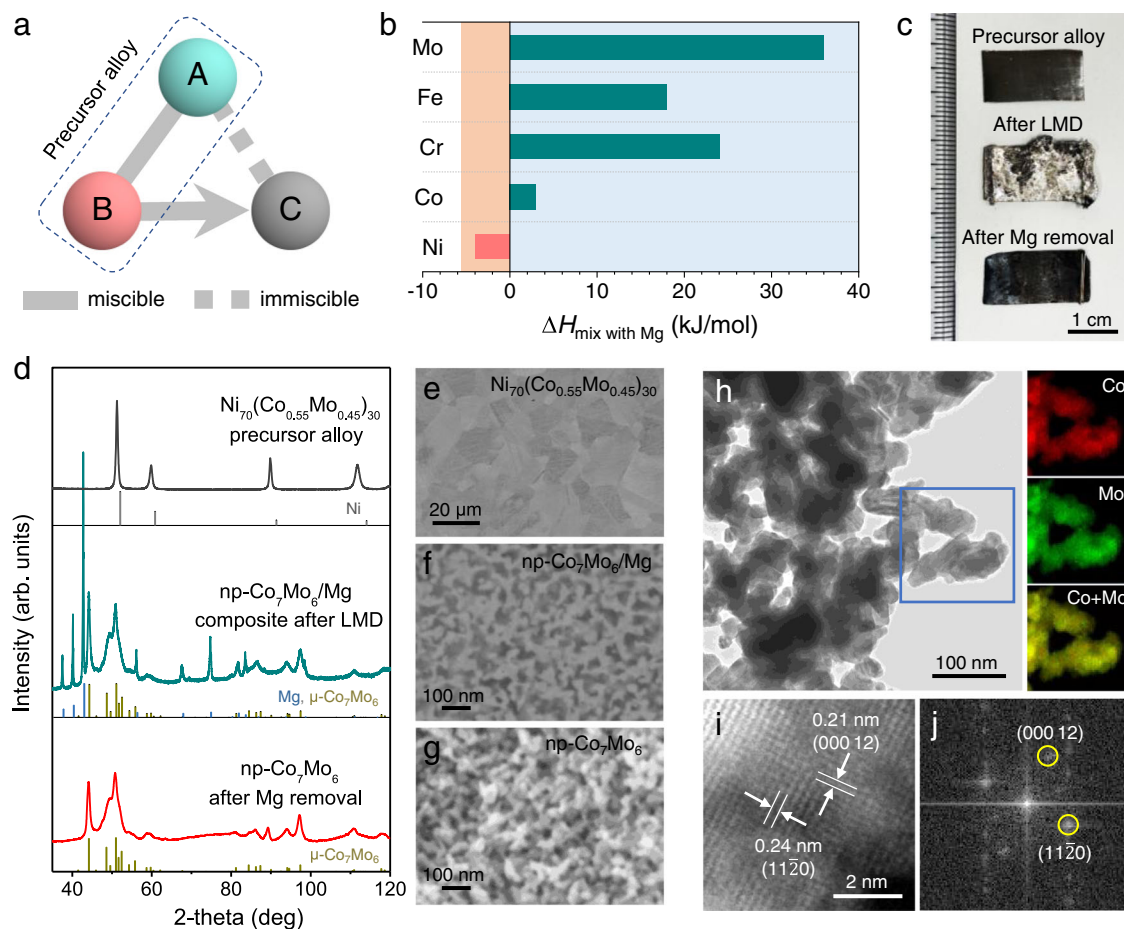 a
Precursor alloy
A
B
C
miscible
immiscible
b
Mo
Fe
Cr
Co
Ni
-10
0
10
20
30
40
ΔH_mix with Mg (kJ/mol)
c
Precursor alloy
After LMD
After Mg removal
1 cm
d
Intensity (arb. units)
Ni₇₀(Co₀.₅₅Mo₀.₄₅)₃₀
precursor alloy
Ni
np-Co₇Mo₆/Mg
composite after LMD
Mg, μ-Co₇Mo₆
np-Co₇Mo₆
after Mg removal
μ-Co₇Mo₆
40
60
80
100
120
2-theta (deg)
e
Ni₇₀(Co₀.₅₅Mo₀.₄₅)₃₀
20 μm
f
np-Co₇Mo₆/Mg
100 nm
g
np-Co₇Mo₆
100 nm
h
100 nm
Co
Mo
Co+Mo
i
0.21 nm
(000 12)
0.24 nm
(112̄0)
2 nm
j
(000 12)
(112̄0)